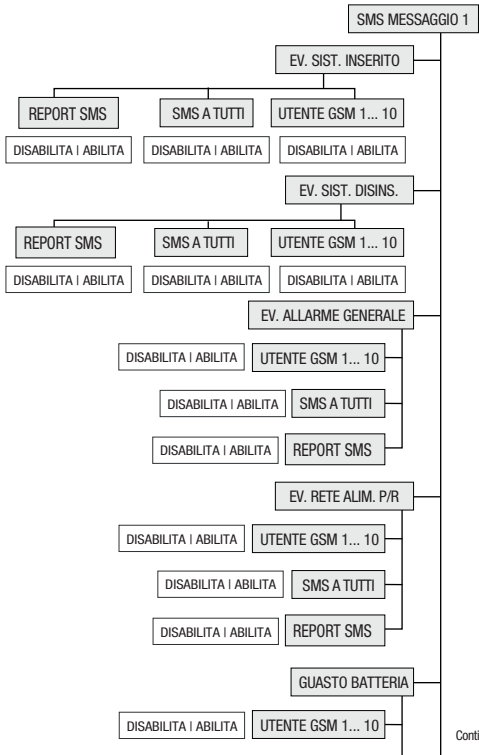 SMS MESSAGGIO 1
EV. SIST. INSERITO
REPORT SMS SMS A TUTTI UTENTE GSM 1... 10
DISABILITA I ABILITA DISABILITA I ABILITA DISABILITA I ABILITA
EV. SIST. DISINS.
REPORT SMS SMS A TUTTI UTENTE GSM 1... 10
DISABILITA I ABILITA DISABILITA I ABILITA DISABILITA I ABILITA
EV. ALLARME GENERALE
DISABILITA I ABILITA UTENTE GSM 1... 10
DISABILITA I ABILITA SMS A TUTTI
DISABILITA I ABILITA REPORT SMS
EV. RETE ALIM. P/R
DISABILITA I ABILITA UTENTE GSM 1... 10
DISABILITA I ABILITA SMS A TUTTI
DISABILITA I ABILITA REPORT SMS
GUASTO BATTERIA
DISABILITA I ABILITA UTENTE GSM 1... 10
Conti